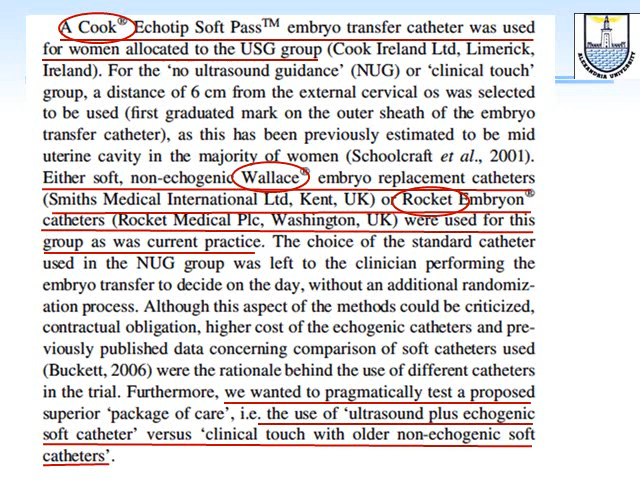 A Cook® Echotip Soft Pass™ embryo transfer catheter was used
for women allocated to the USG group (Cook Ireland Ltd, Limerick,
Ireland). For the ‘no ultrasound guidance’ (NUG) or ‘clinical touch’
group, a distance of 6 cm from the external cervical os was selected
to be used (first graduated mark on the outer sheath of the embryo
transfer catheter), as this has been previously estimated to be mid
uterine cavity in the majority of women (Schoolcraft et al., 2001).
Either soft, non-echogenic Wallace® embryo replacement catheters
(Smiths Medical International Ltd, Kent, UK) or Rocket Embryon®
catheters (Rocket Medical Plc, Washington, UK) were used for this
group as was current practice. The choice of the standard catheter
used in the NUG group was left to the clinician performing the
embryo transfer to decide on the day, without an additional randomiz-
ation process. Although this aspect of the methods could be criticized,
contractual obligation, higher cost of the echogenic catheters and pre-
viously published data concerning comparison of soft catheters used
(Buckett, 2006) were the rationale behind the use of different catheters
in the trial. Furthermore, we wanted to pragmatically test a proposed
superior ‘package of care’, i.e. the use of ‘ultrasound plus echogenic
soft catheter’ versus ‘clinical touch with older non-echogenic soft
catheters’.
ALEXANDRIA UNIVERSITY